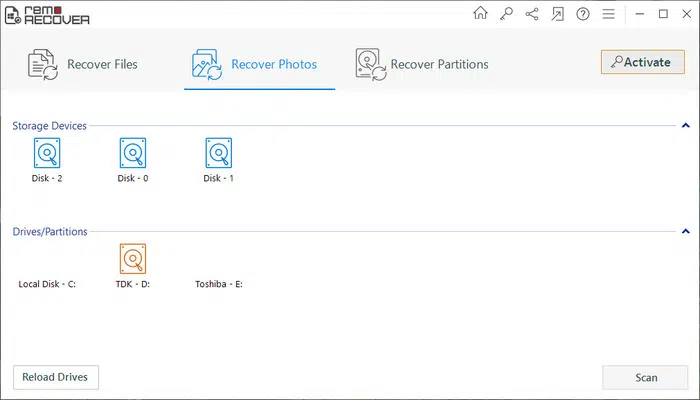 remo
RECOVER
Recover Files
Recover Photos
Recover Partitions
Activate
Storage Devices
Disk - 2
Disk - 0
Disk - 1
Drives/Partitions
Local Disk - C:
TDK - D:
Toshiba - E:
Reload Drives
Scan